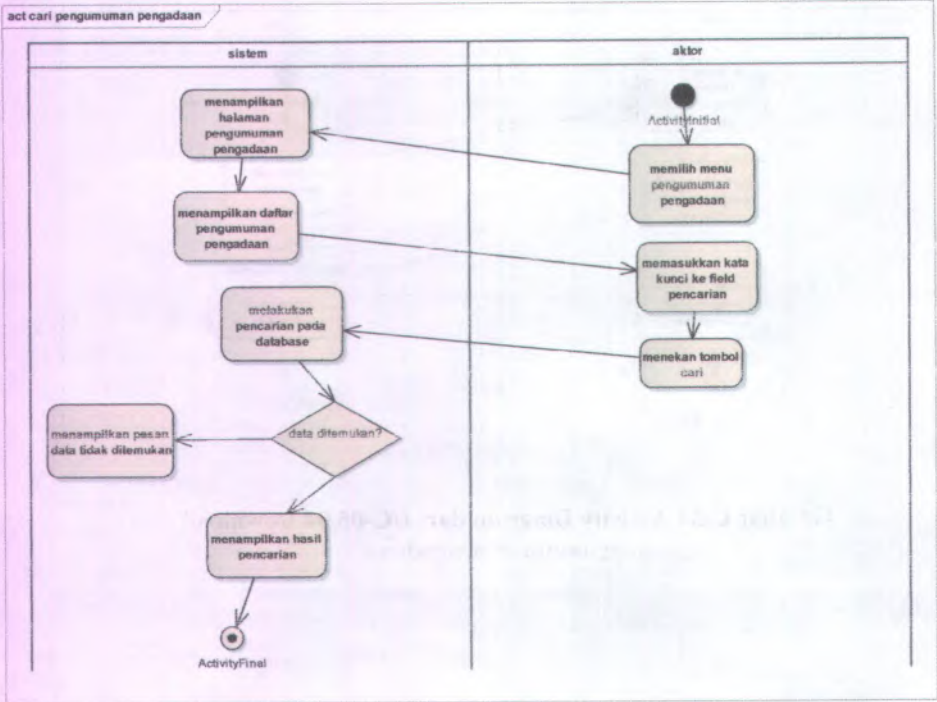 act cari pengumuman pengadaan
sistem
aktor
menampilkan
halaman
pengumuman
pengadaan
ActivityInitial
memilih menu
pengumuman
pengadaan
menampilkan daftar
pengumuman
pengadaan
memasukkan kata
kunci ke field
pencarian
melakukan
pencarian pada
database
menekan tombol
cari
data ditemukan?
menampilkan pesan
data tidak ditemukan
menampilkan hasil
pencarian
ActivityFinal